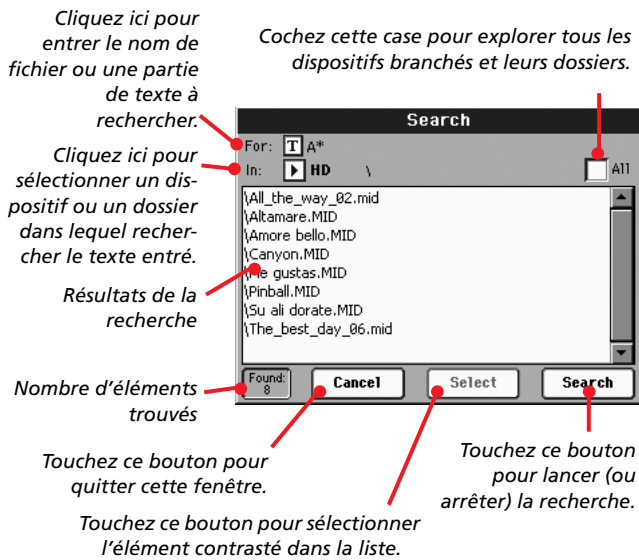 Cliquez ici pour
entrer le nom de
fichier ou une partie
de texte à
rechercher.
Cochez cette case pour explorer tous les
dispositifs branchés et leurs dossiers.
Cliquez ici pour
sélectionner un dis-
positif ou un dossier
dans lequel recher-
cher le texte entré.
Résultats de la
recherche
Nombre d'éléments
trouvés
Search
For: T A*
In: HD \
All
\All_the_way_02.mid
\Altamare.MID
\Amore bello.MID
\Canyon.MID
\Me gustas.MID
\Pinball.MID
\Su ali dorate.MID
\The_best_day_06.mid
Found:
8
Cancel
Select
Search
Touchez ce bouton pour
quitter cette fenêtre.
Touchez ce bouton
pour lancer (ou
arrêter) la recherche.
Touchez ce bouton pour sélectionner
l'élément contrasté dans la liste.